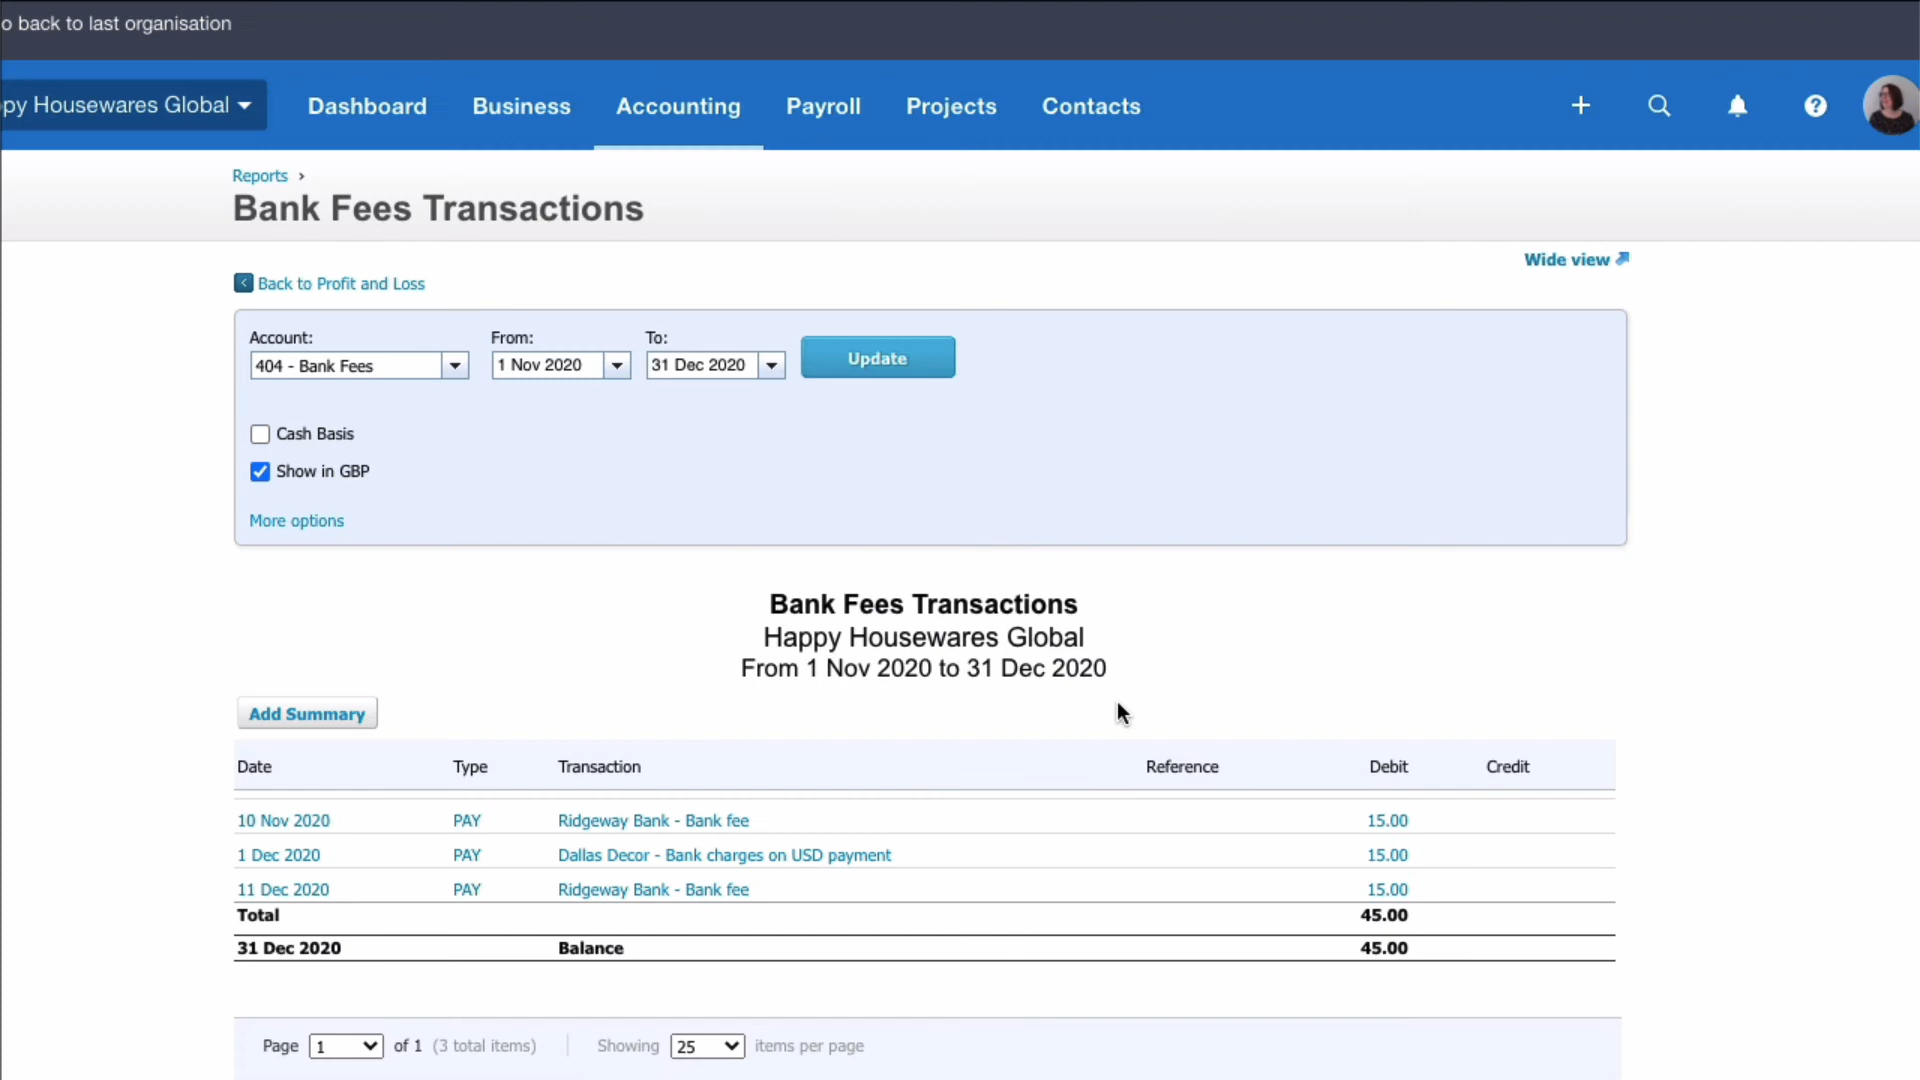 o back to last organisation
py Housewares Global Dashboard Business Accounting Payroll Projects Contacts
Reports ›
Bank Fees Transactions
Wide view
Back to Profit and Loss
Account: From: To:
404 - Bank Fees 1 Nov 2020 31 Dec 2020 Update
Cash Basis
Show in GBP
More options
Bank Fees Transactions
Happy Housewares Global
From 1 Nov 2020 to 31 Dec 2020
Add Summary
Date Type Transaction Reference Debit Credit
10 Nov 2020 PAY Ridgeway Bank - Bank fee 15.00
1 Dec 2020 PAY Dallas Decor - Bank charges on USD payment 15.00
11 Dec 2020 PAY Ridgeway Bank - Bank fee 15.00
Total 45.00
31 Dec 2020 Balance 45.00
Page 1 of 1 (3 total items) Showing 25 items per page